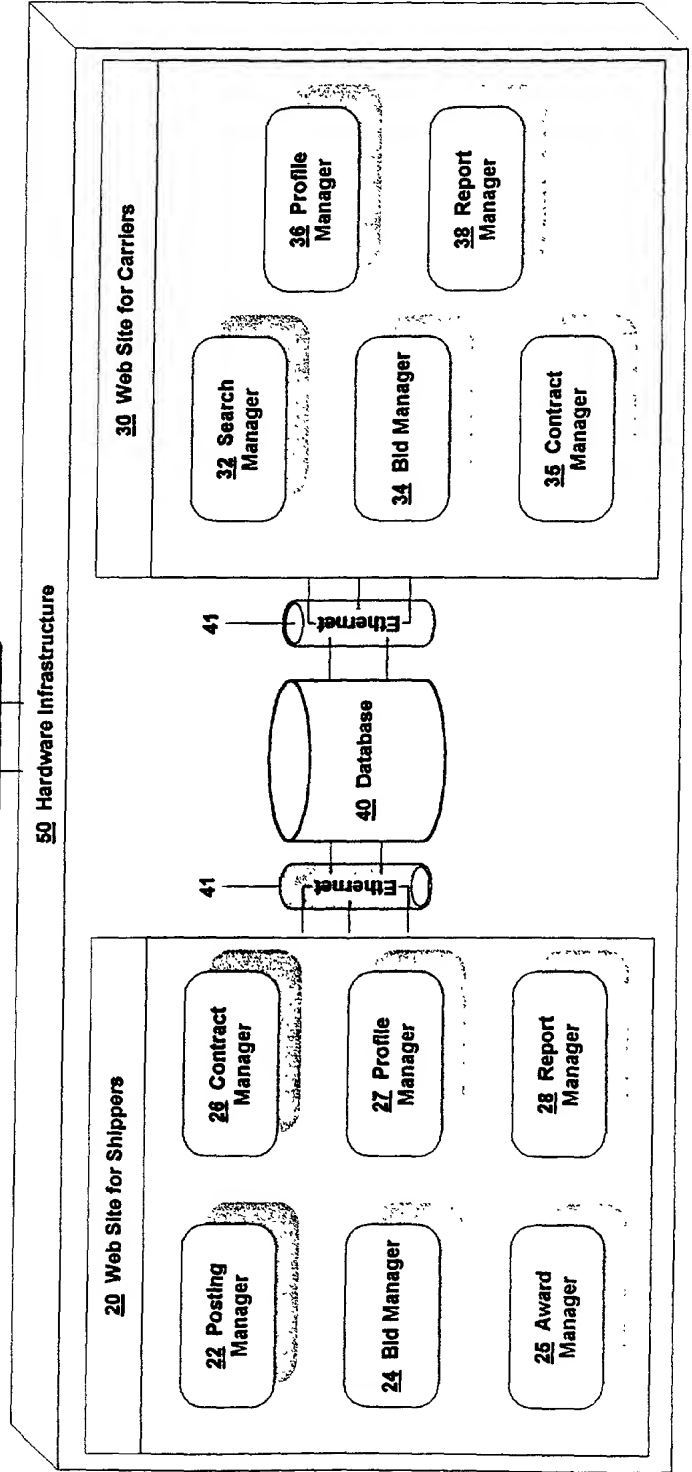 50 Hardware Infrastructure
20 Web Site for Shippers
22 Posting
Manager
26 Contract
Manager
24 Bid Manager
27 Profile
Manager
25 Award
Manager
28 Report
Manager
41
Ethernet
40 Database
41
Ethernet
30 Web Site for Carriers
32 Search
Manager
36 Profile
Manager
34 Bid Manager
38 Report
Manager
35 Contract
Manager